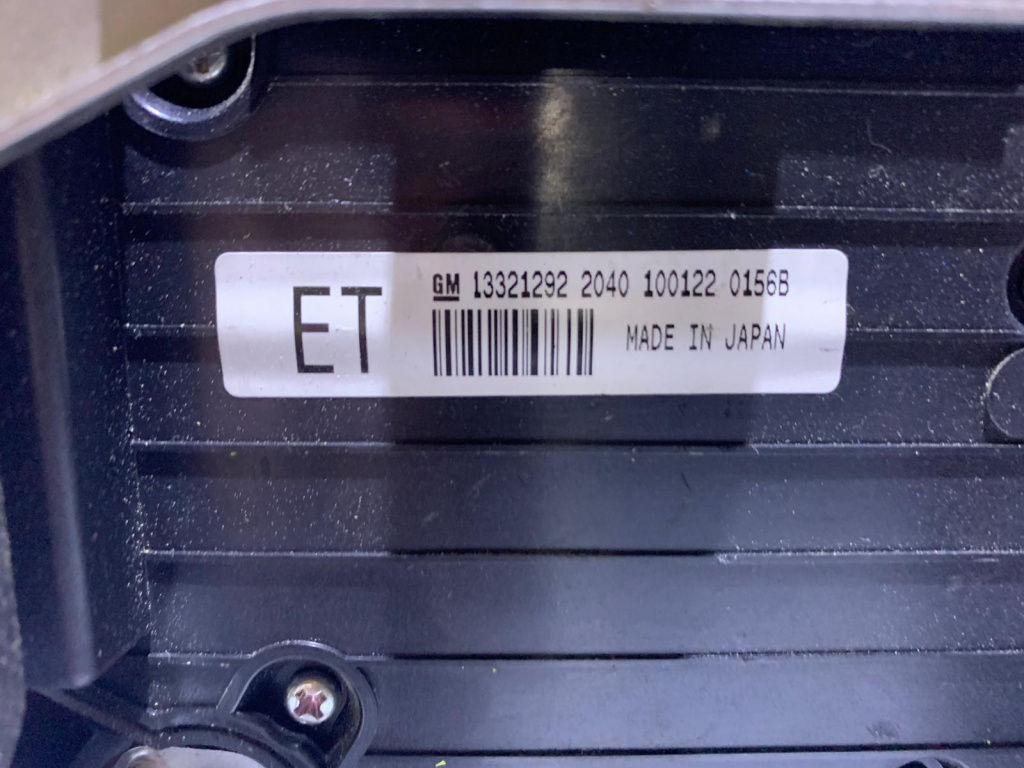 ET
GM 13321292 2040 100122 0156B
MADE IN JAPAN